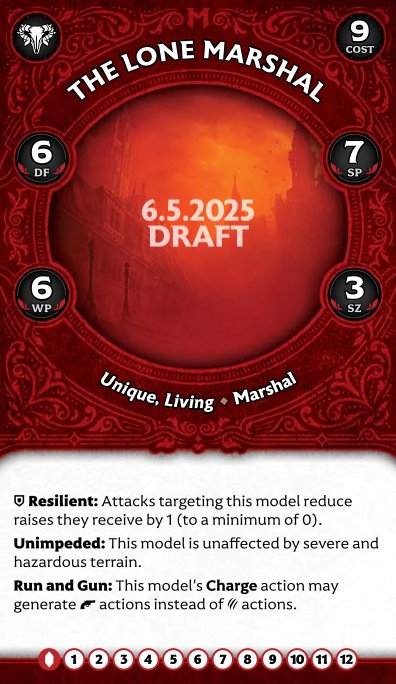 THE LONE MARSHAL
9
COST
6
DF
7
SP
6.5.2025
DRAFT
6
WP
3
SZ
Unique, Living ◆ Marshal
Resilient: Attacks targeting this model reduce
raises they receive by 1 (to a minimum of 0).
Unimpeded: This model is unaffected by severe and
hazardous terrain.
Run and Gun: This model's Charge action may
generate actions instead of actions.
1 2 3 4 5 6 7 8 9 10 11 12